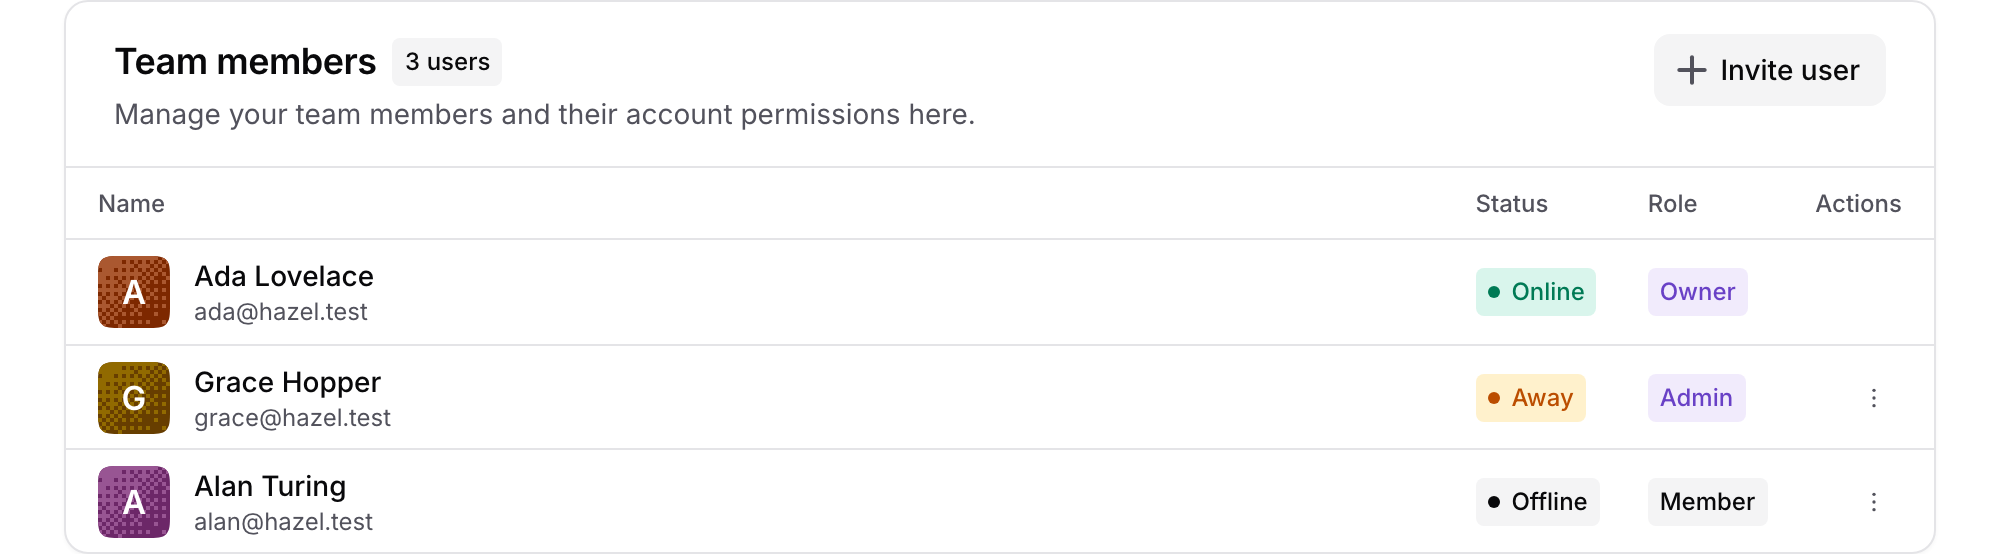 Team members 3 users
Invite user
Manage your team members and their account permissions here.
Name Status Role Actions
A Ada Lovelace Online Owner
ada@hazel.test
G Grace Hopper Away Admin
grace@hazel.test
A Alan Turing Offline Member
alan@hazel.test